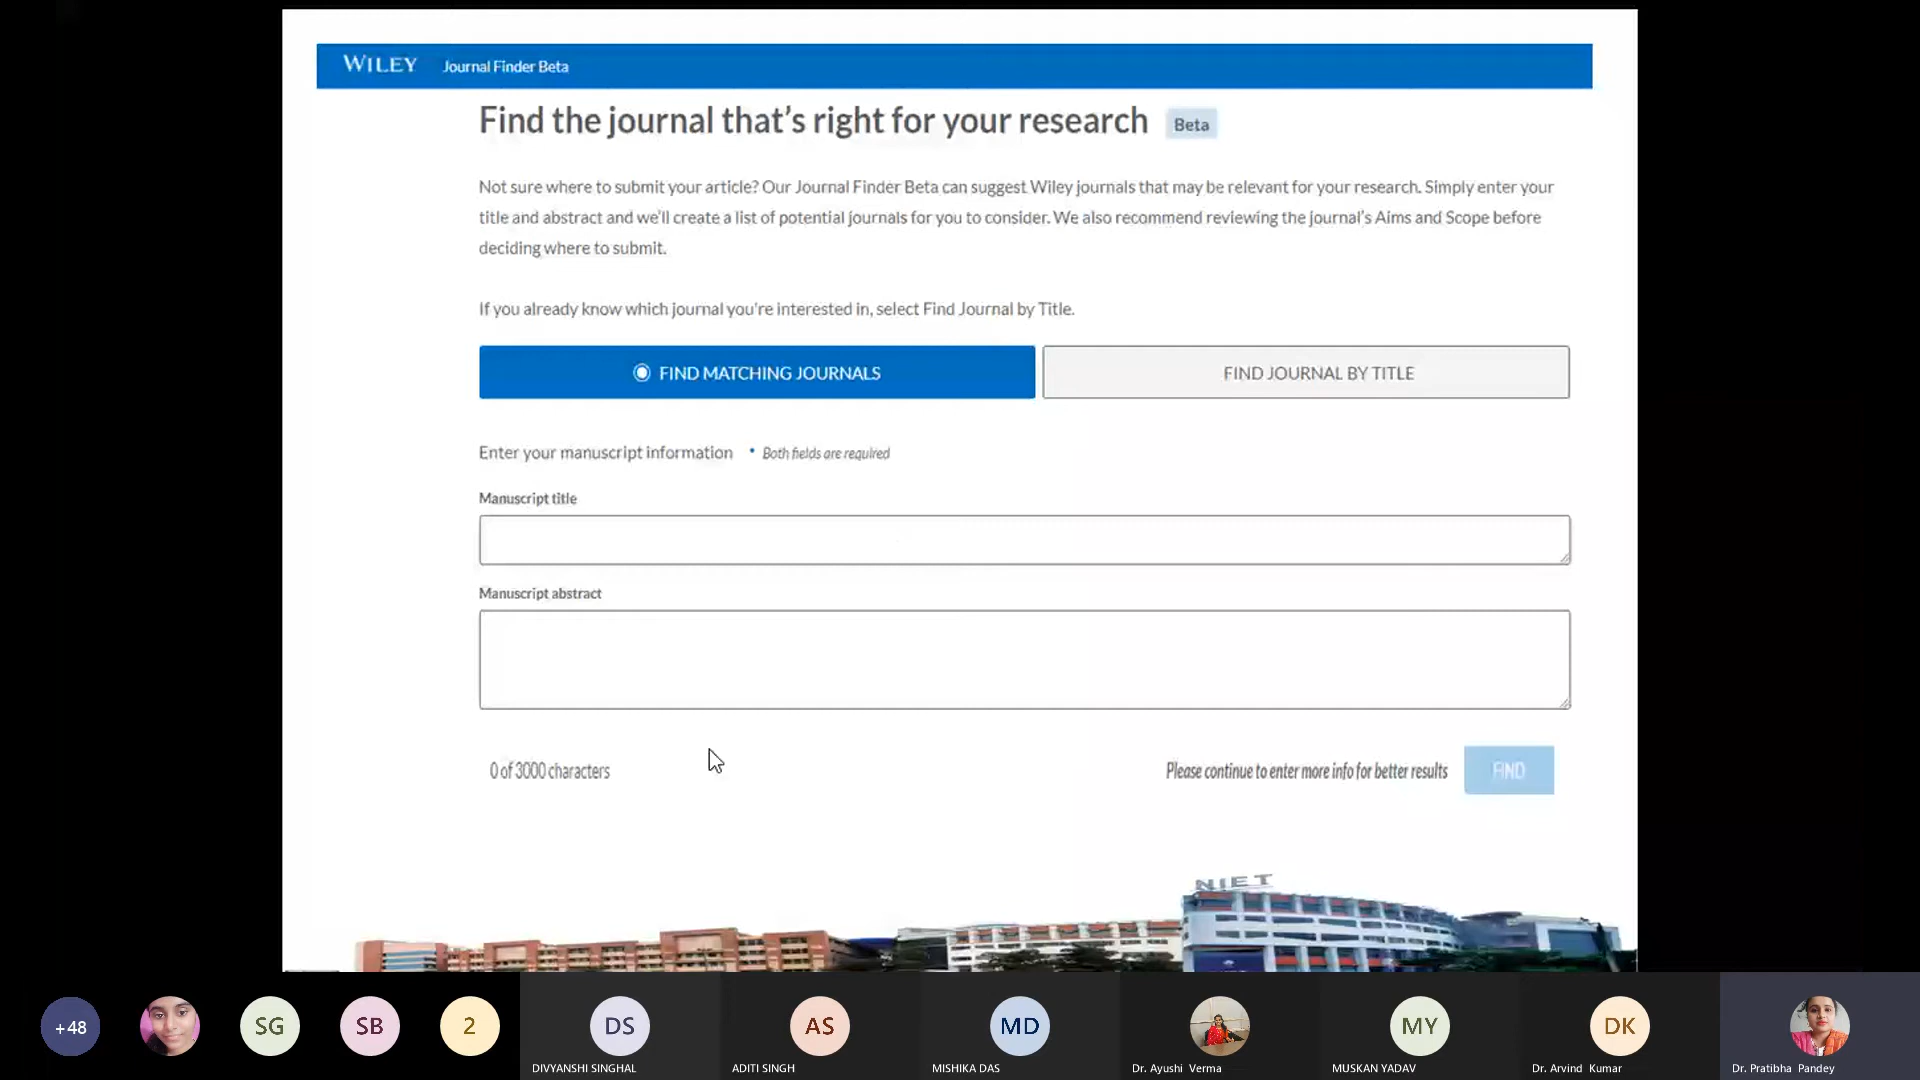 WILEY Journal Finder Beta
Find the journal that's right for your research Beta
Not sure where to submit your article? Our Journal Finder Beta can suggest Wiley journals that may be relevant for your research. Simply enter your
title and abstract and we'll create a list of potential journals for you to consider. We also recommend reviewing the journal's Aims and Scope before
deciding where to submit.
If you already know which journal you're interested in, select Find Journal by Title.
FIND MATCHING JOURNALS
FIND JOURNAL BY TITLE
Enter your manuscript information • Both fields are required
Manuscript title
Manuscript abstract
0 of 3000 characters
Please continue to enter more info for better results
FIND
NIET
+48
SG
SB
2
DS
AS
MD
MY
DK
DIVYANSHI SINGHAL
ADITI SINGH
MISHIKA DAS
Dr. Ayushi Verma
MUSKAN YADAV
Dr. Arvind Kumar
Dr. Pratibha Pandey